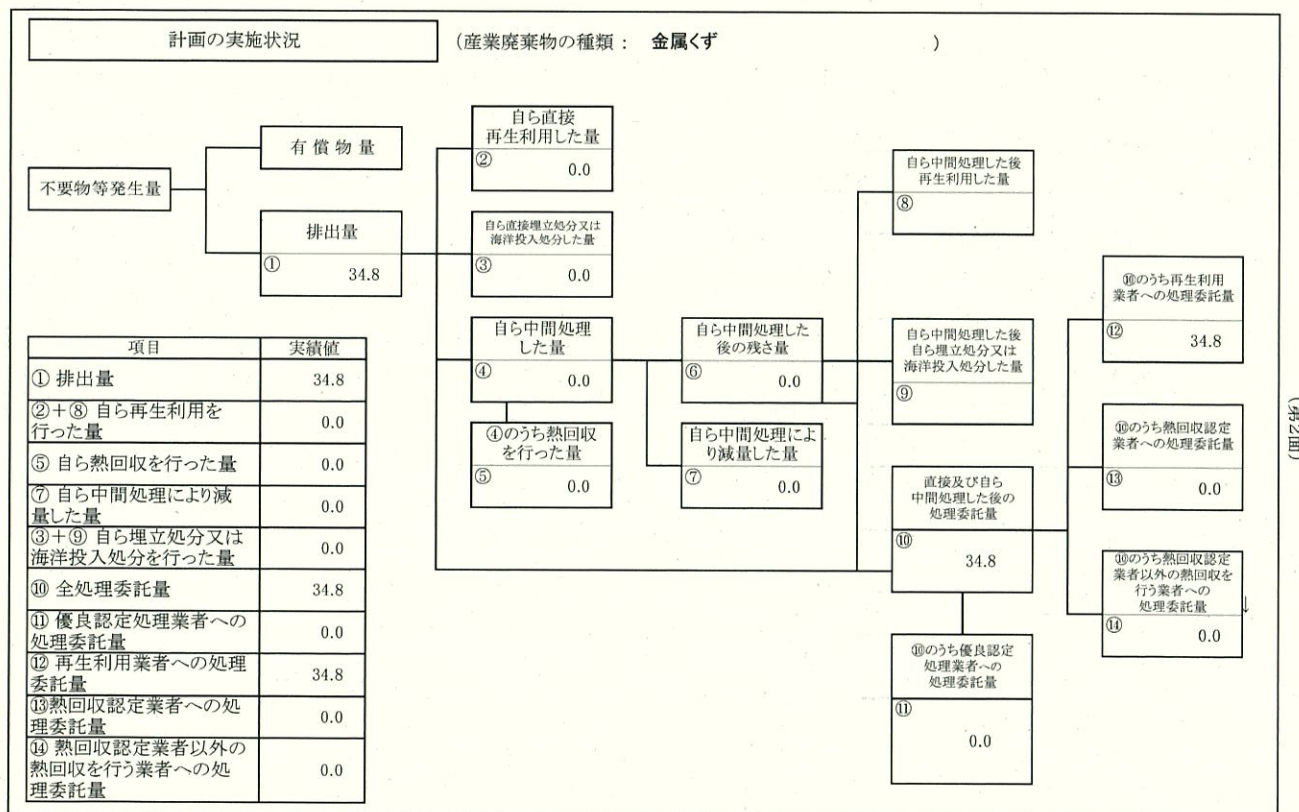 計画の実施状況
(産業廃棄物の種類： 金属くず )
不要物等発生量
有償物量
排出量
① 34.8
自ら直接
再生利用した量
② 0.0
自ら直接埋立処分又は
海洋投入処分した量
③ 0.0
自ら中間処理
した量
④ 0.0
④のうち熱回収
を行った量
⑤ 0.0
自ら中間処理した
後の残さ量
⑥ 0.0
自ら中間処理によ
り減量した量
⑦ 0.0
自ら中間処理した後
再生利用した量
⑧
自ら中間処理した後
自ら埋立処分又は
海洋投入処分した量
⑨
直接及び自ら
中間処理した後の
処理委託量
⑩ 34.8
⑩のうち優良認定
処理業者への
処理委託量
⑪ 0.0
⑩のうち再生利用
業者への処理委託量
⑫ 34.8
⑩のうち熱回収認定
業者への処理委託量
⑬ 0.0
⑩のうち熱回収認定
業者以外の熱回収を
行う業者への
処理委託量
⑭ 0.0
↓
(第2面)
項目 実績値
① 排出量 34.8
②＋⑧ 自ら再生利用を
行った量 0.0
⑤ 自ら熱回収を行った量 0.0
⑦ 自ら中間処理により減
量した量 0.0
③＋⑨ 自ら埋立処分又は
海洋投入処分を行った量 0.0
⑩ 全処理委託量 34.8
⑪ 優良認定処理業者への
処理委託量 0.0
⑫ 再生利用業者への処理
委託量 34.8
⑬熱回収認定業者への処
理委託量 0.0
⑭ 熱回収認定業者以外の
熱回収を行う業者への処
理委託量 0.0